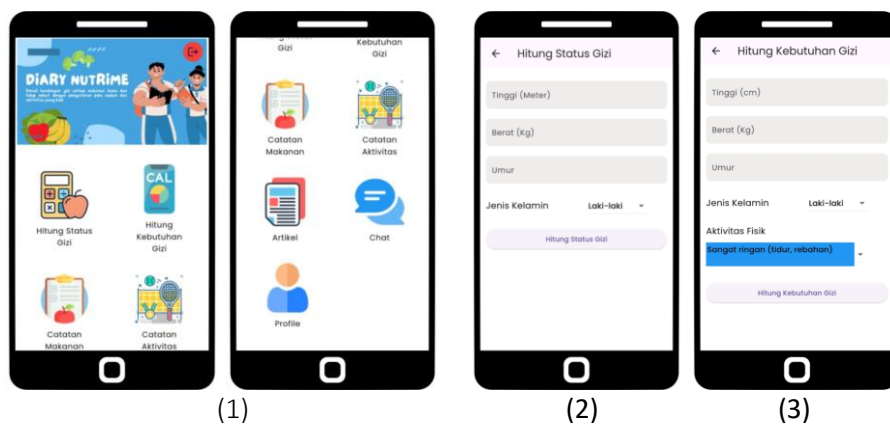 DiARY NUTRiME
CAL
Hitung Status
Gizi
Hitung
Kebutuhan
Gizi
Catatan
Makanan
Catatan
Aktivitas
Gizi
Kebutuhan
Gizi
Catatan
Makanan
Catatan
Aktivitas
Artikel
Chat
Profile
(1)
← Hitung Status Gizi
Tinggi (Meter)
Berat (Kg)
Umur
Jenis Kelamin Laki-laki
Hitung Status Gizi
(2)
← Hitung Kebutuhan Gizi
Tinggi (cm)
Berat (Kg)
Umur
Jenis Kelamin Laki-laki
Aktivitas Fisik
Sangat ringan (tidur, rebahan)
Hitung Kebutuhan Gizi
(3)